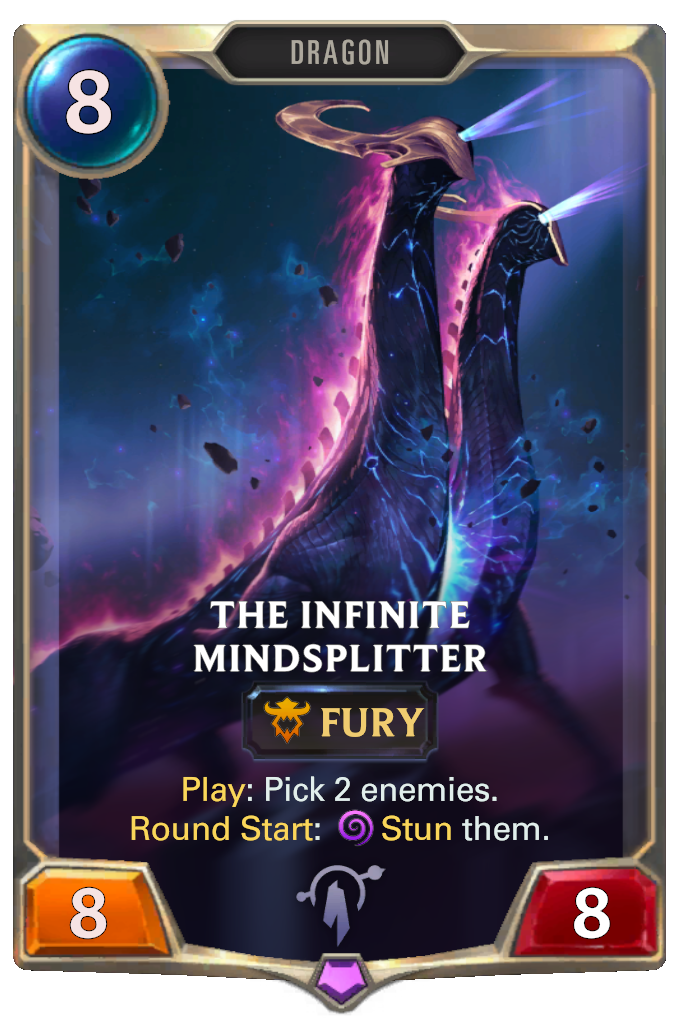 DRAGON
8
THE INFINITE
MINDSPLITTER
FURY
Play: Pick 2 enemies.
Round Start: Stun them.
8
8